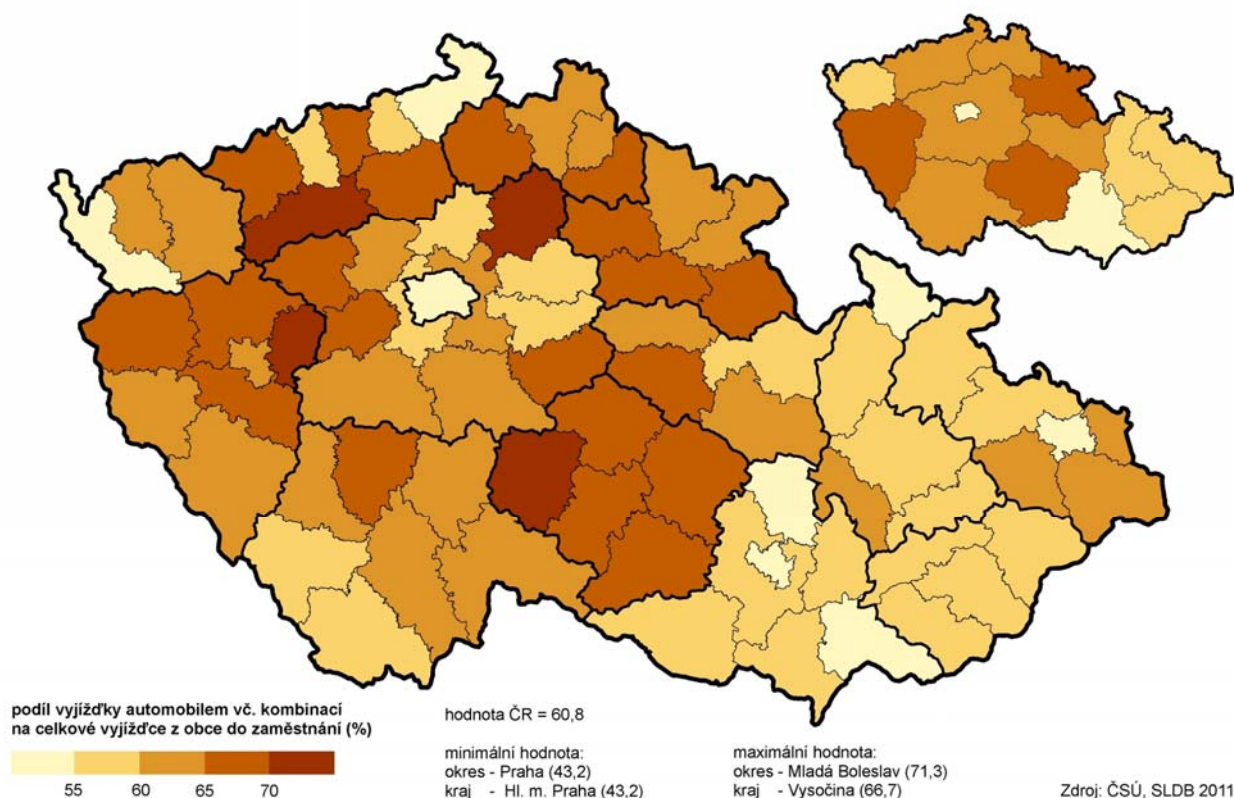 podíl vyjížďky automobilem vč. kombinací
na celkové vyjížďce z obce do zaměstnání (%)
55 60 65 70
hodnota ČR = 60,8
minimální hodnota:
okres - Praha (43,2)
kraj - Hl. m. Praha (43,2)
maximální hodnota:
okres - Mladá Boleslav (71,3)
kraj - Vysočina (66,7)
Zdroj: ČSÚ, SLDB 2011